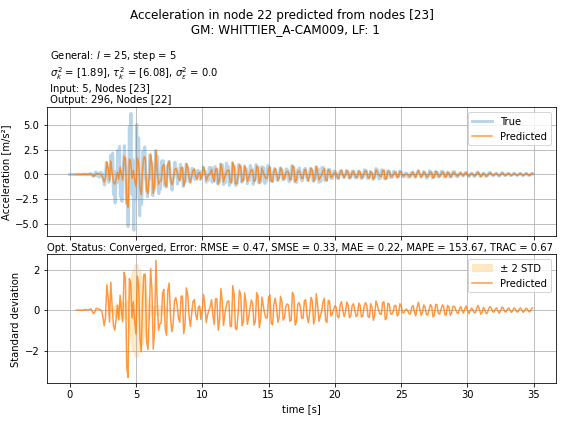 Acceleration in node 22 predicted from nodes [23]
GM: WHITTIER_A-CAM009, LF: 1
General: l = 25, step = 5
σ²ₖ = [1.89], τ²ₖ = [6.08], σ²ε = 0.0
Input: 5, Nodes [23]
Output: 296, Nodes [22]
True
Predicted
Acceleration [m/s²]
5.0
2.5
0.0
−2.5
−5.0
Opt. Status: Converged, Error: RMSE = 0.47, SMSE = 0.33, MAE = 0.22, MAPE = 153.67, TRAC = 0.67
± 2 STD
Predicted
Standard deviation
2
0
−2
0 5 10 15 20 25 30 35
time [s]